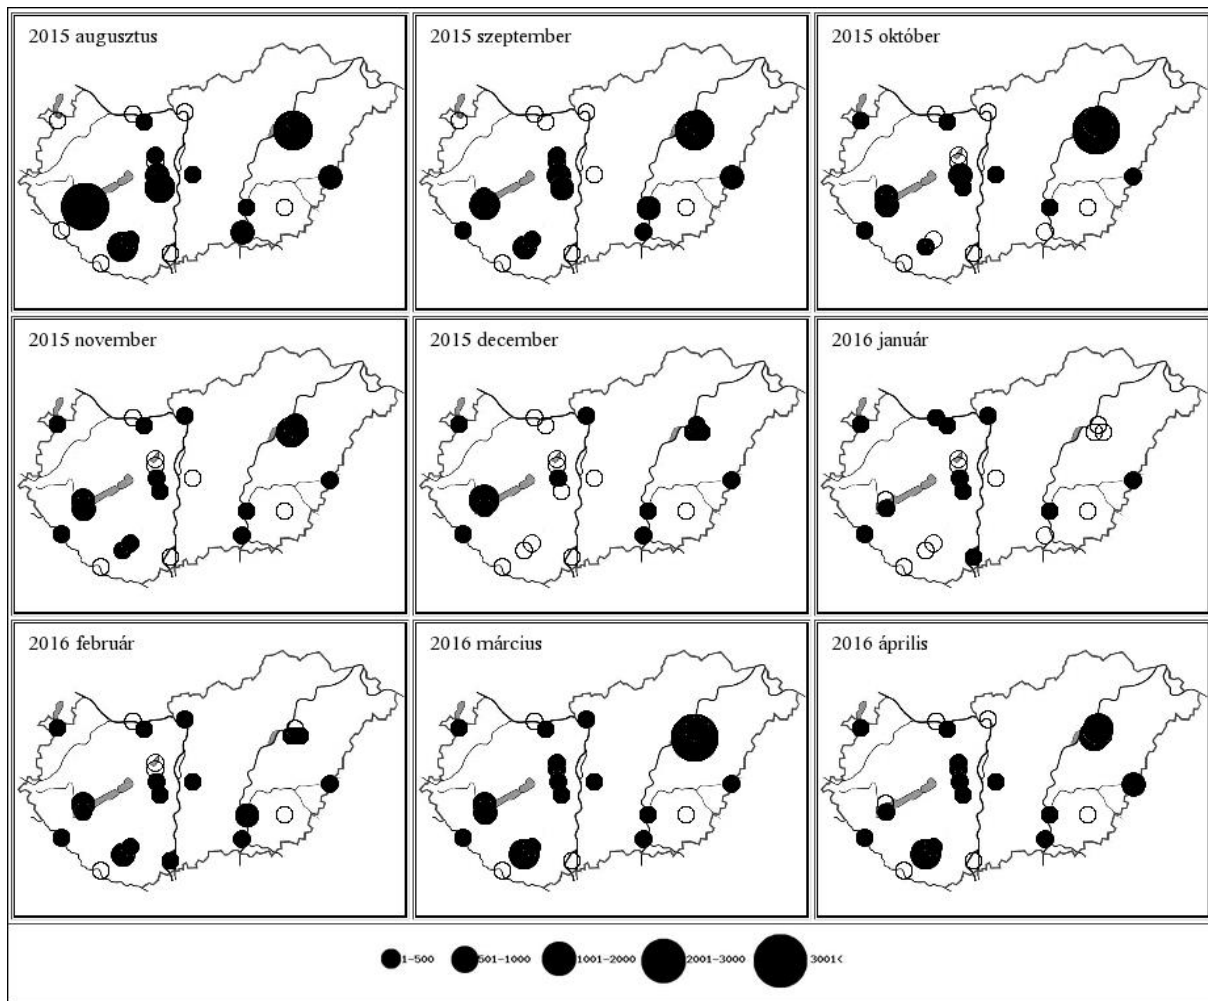 2015 augusztus
2015 szeptember
2015 október
2015 november
2015 december
2016 január
2016 február
2016 március
2016 április
1-500
501-1000
1001-2000
2001-3000
3001<